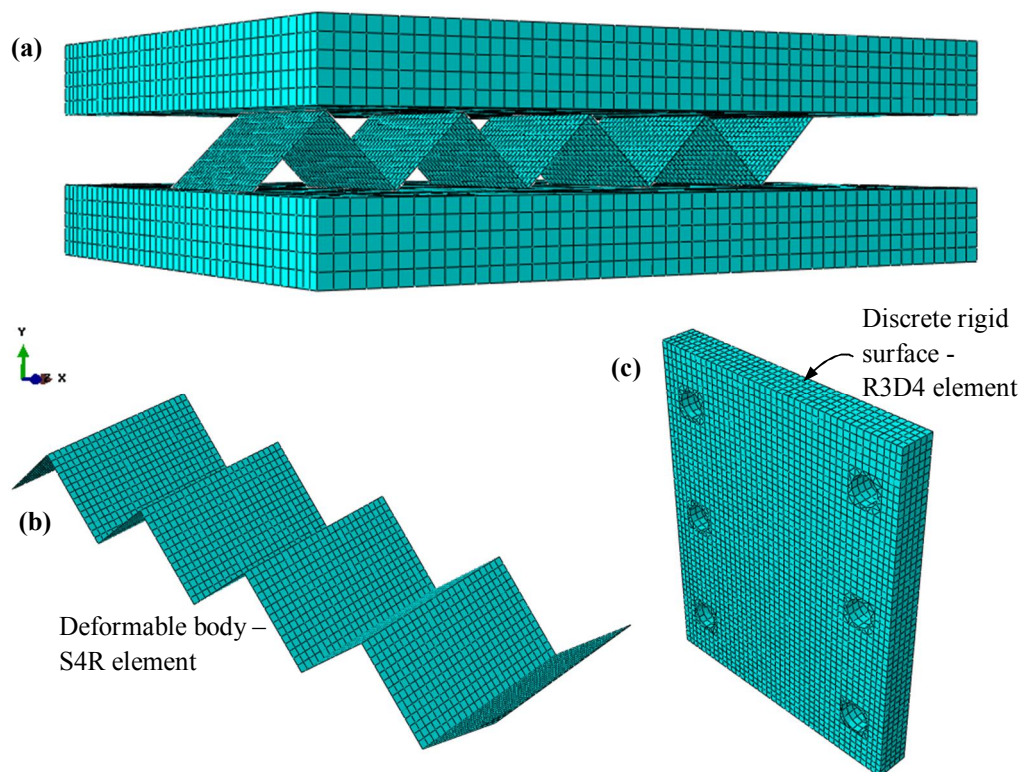 (a)
Y
X
Discrete rigid
surface -
R3D4 element
(c)
(b)
Deformable body –
S4R element